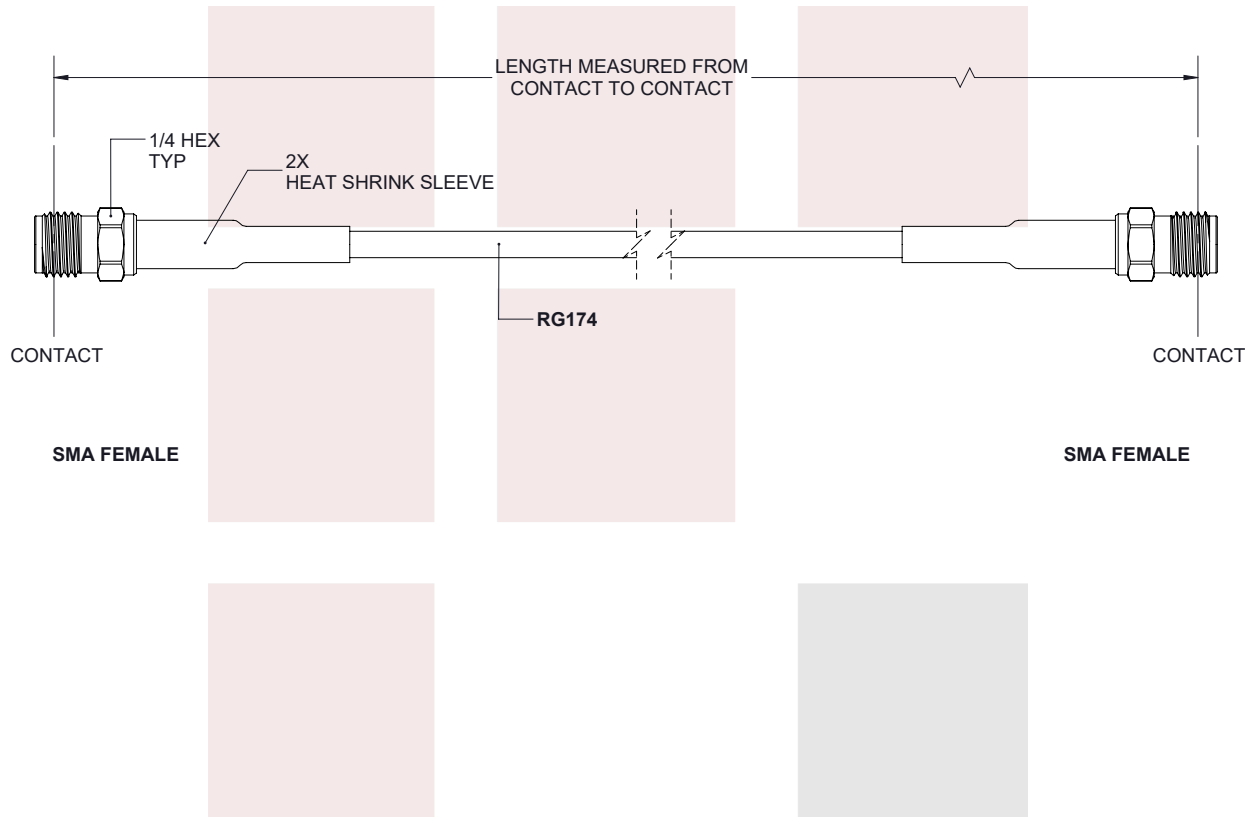 LENGTH MEASURED FROM
CONTACT TO CONTACT
1/4 HEX
TYP
2X
HEAT SHRINK SLEEVE
RG174
CONTACT
CONTACT
SMA FEMALE
SMA FEMALE